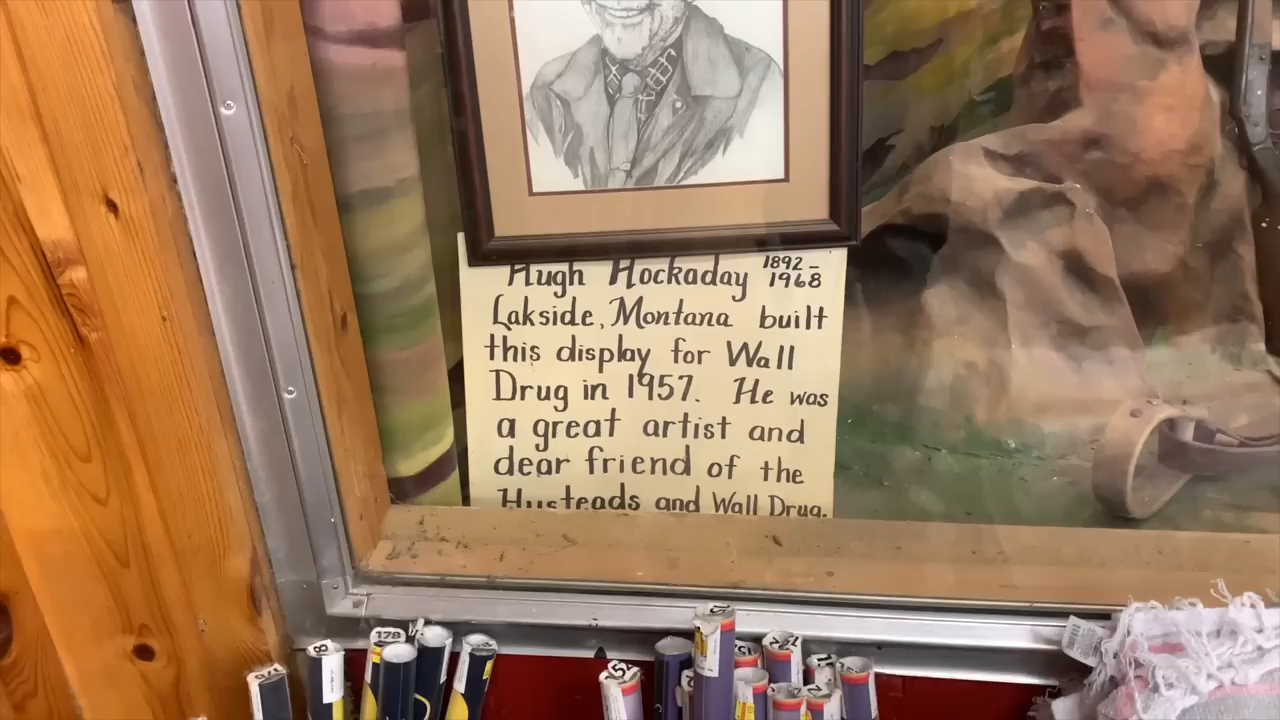 Hugh Hockaday 1892–
1968
Lakside, Montana built
this display for Wall
Drug in 1957. He was
a great artist and
dear friend of the
Husteads and Wall Drug.
178